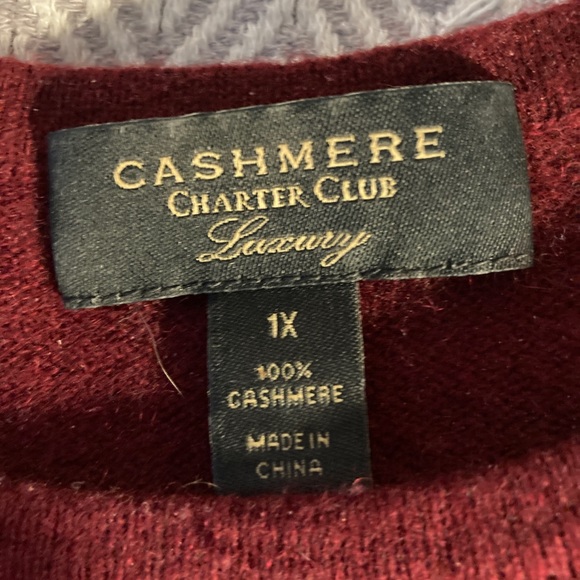 CASHMERE
CHARTER CLUB
Luxury
1X
100%
CASHMERE
MADE IN
CHINA